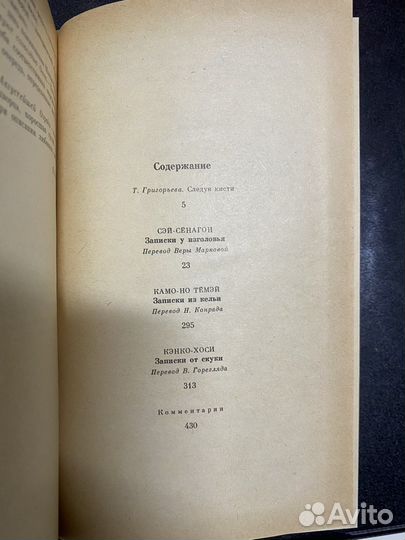 Содержание
Т. Григорьева. Следуя кисти
5
СЭЙ-СЁНАГОН
Записки у изголовья
Перевод Веры Марковой
23
КАМО-НО ТЁМЭЙ
Записки из кельи
Перевод Н. Конрада
295
КЭНКО-ХОСИ
Записки от скуки
Перевод В. Горегляда
313
Комментарии
430
Avito